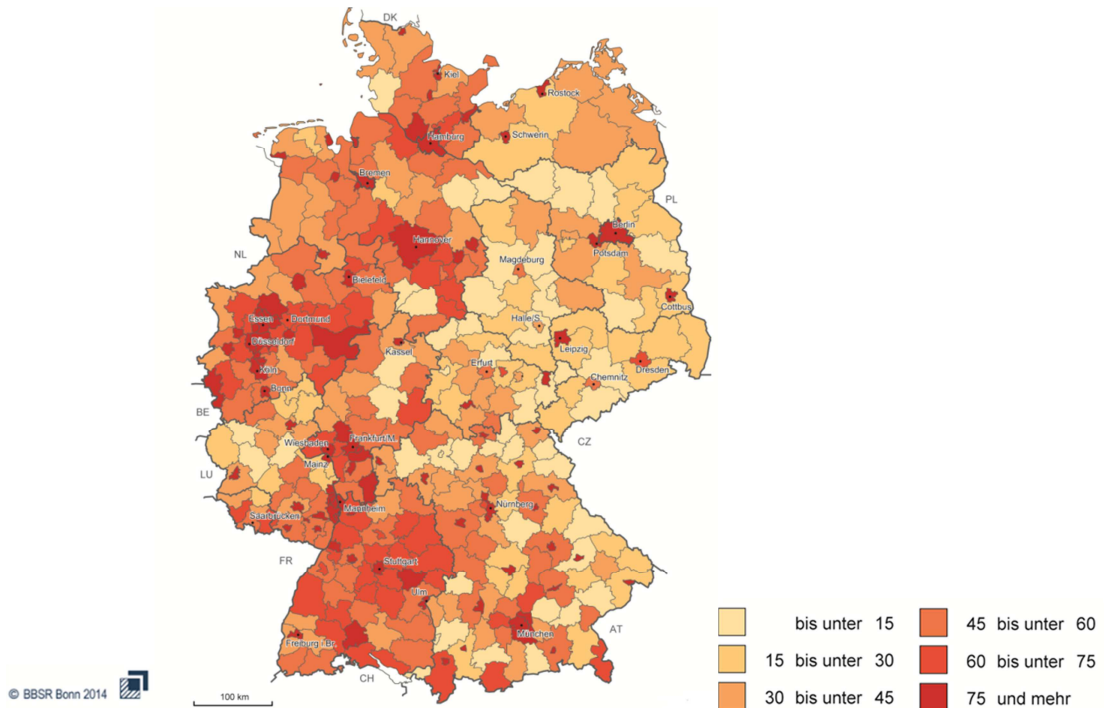 DK
Kiel
Rostock
Hamburg
Schwerin
Bremen
PL
Berlin
Hannover
Potsdam
NL
Magdeburg
Bielefeld
Cottbus
Essen
Dortmund
Halle/S.
Düsseldorf
Kassel
Leipzig
Erfurt
Dresden
Köln
Chemnitz
Bonn
BE
Wiesbaden
Frankfurt/M.
CZ
Mainz
LU
Mannheim
Nürnberg
Saarbrücken
FR
Stuttgart
Ulm
München
AT
Freiburg i.Br.
CH
100 km
© BBSR Bonn 2014
bis unter 15
15 bis unter 30
30 bis unter 45
45 bis unter 60
60 bis unter 75
75 und mehr